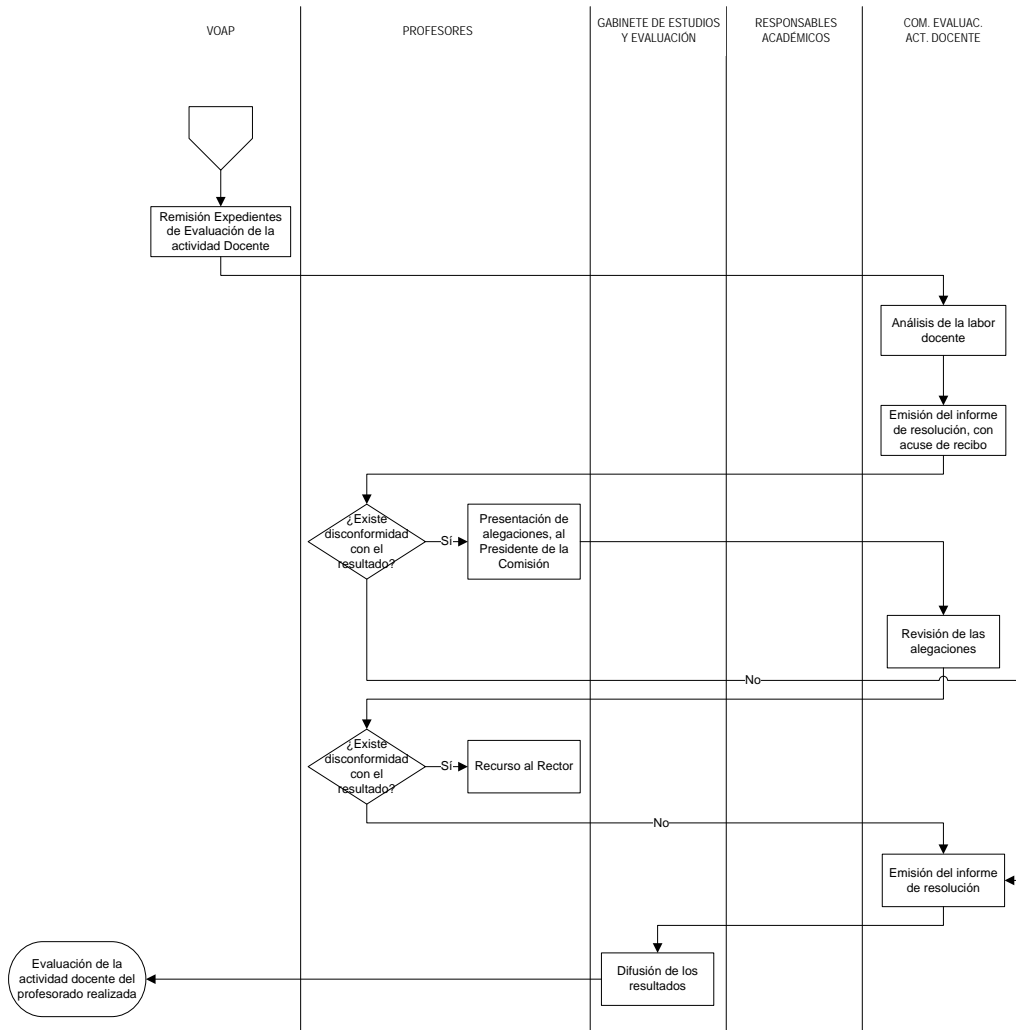 VOAP
PROFESORES
GABINETE DE ESTUDIOS
Y EVALUACIÓN
RESPONSABLES
ACADÉMICOS
COM. EVALUAC.
ACT. DOCENTE
Remisión Expedientes
de Evaluación de la
actividad Docente
Análisis de la labor
docente
Emisión del informe
de resolución, con
acuse de recibo
¿Existe
disconformidad
con el
resultado?
Sí
Presentación de
alegaciones, al
Presidente de la
Comisión
Revisión de las
alegaciones
No
¿Existe
disconformidad
con el
resultado?
Sí
Recurso al Rector
No
Emisión del informe
de resolución
Difusión de los
resultados
Evaluación de la
actividad docente del
profesorado realizada